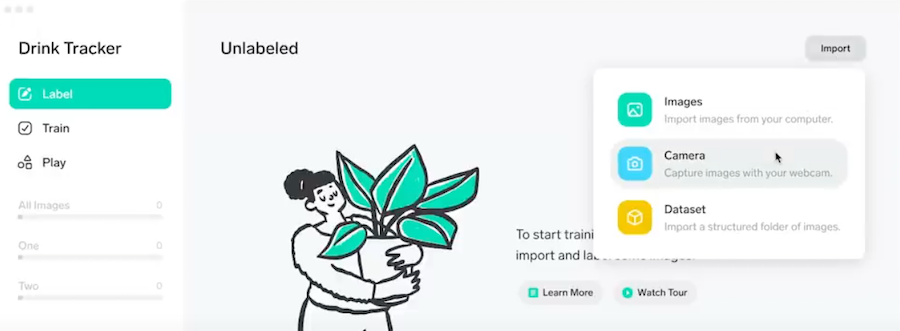 Drink Tracker
Label
Train
Play
All Images 0
One 0
Two 0
Unlabeled
Import
Images
Import images from your computer.
Camera
Capture images with your webcam.
Dataset
Import a structured folder of images.
To start traini
import and la
Learn More
Watch Tour